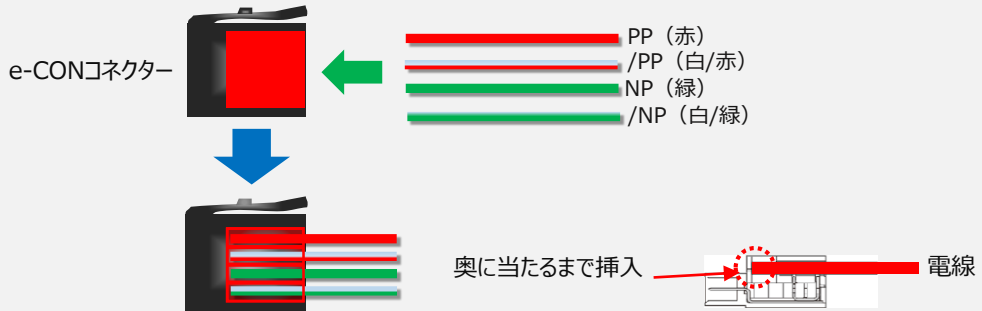 e-CONコネクター
PP（赤）
/PP（白/赤）
NP（緑）
/NP（白/緑）
奥に当たるまで挿入
電線